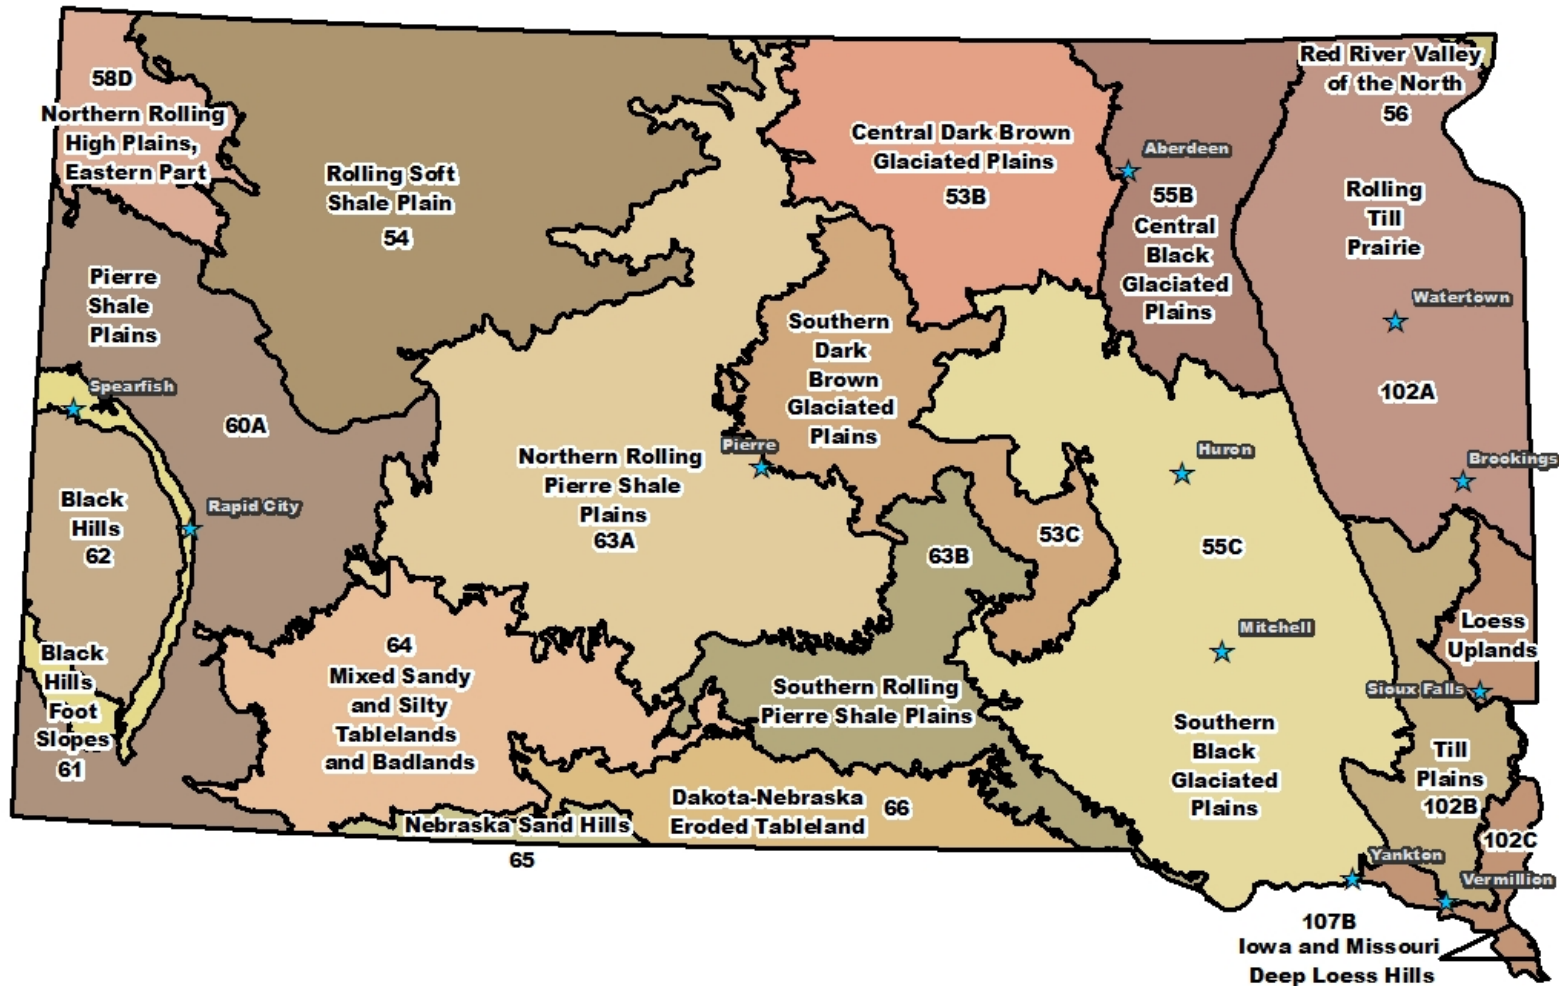 58D
Northern Rolling
High Plains,
Eastern Part
Rolling Soft
Shale Plain
54
Central Dark Brown
Glaciated Plains
53B
Aberdeen
55B
Central
Black
Glaciated
Plains
Red River Valley
of the North
56
Rolling
Till
Prairie
Watertown
102A
Brookings
Pierre
Shale
Plains
Spearfish
60A
Black
Hills
62
Rapid City
Northern Rolling
Pierre Shale
Plains
63A
Southern
Dark
Brown
Glaciated
Plains
Pierre
Huron
63B
53C
55C
Mitchell
Black
Hills
Foot
Slopes
61
64
Mixed Sandy
and Silty
Tablelands
and Badlands
Southern Rolling
Pierre Shale Plains
Southern
Black
Glaciated
Plains
Loess
Uplands
Sioux Falls
Till
Plains
102B
102C
Nebraska Sand Hills
65
Dakota-Nebraska
Eroded Tableland
66
Yankton
Vermillion
107B
Iowa and Missouri
Deep Loess Hills